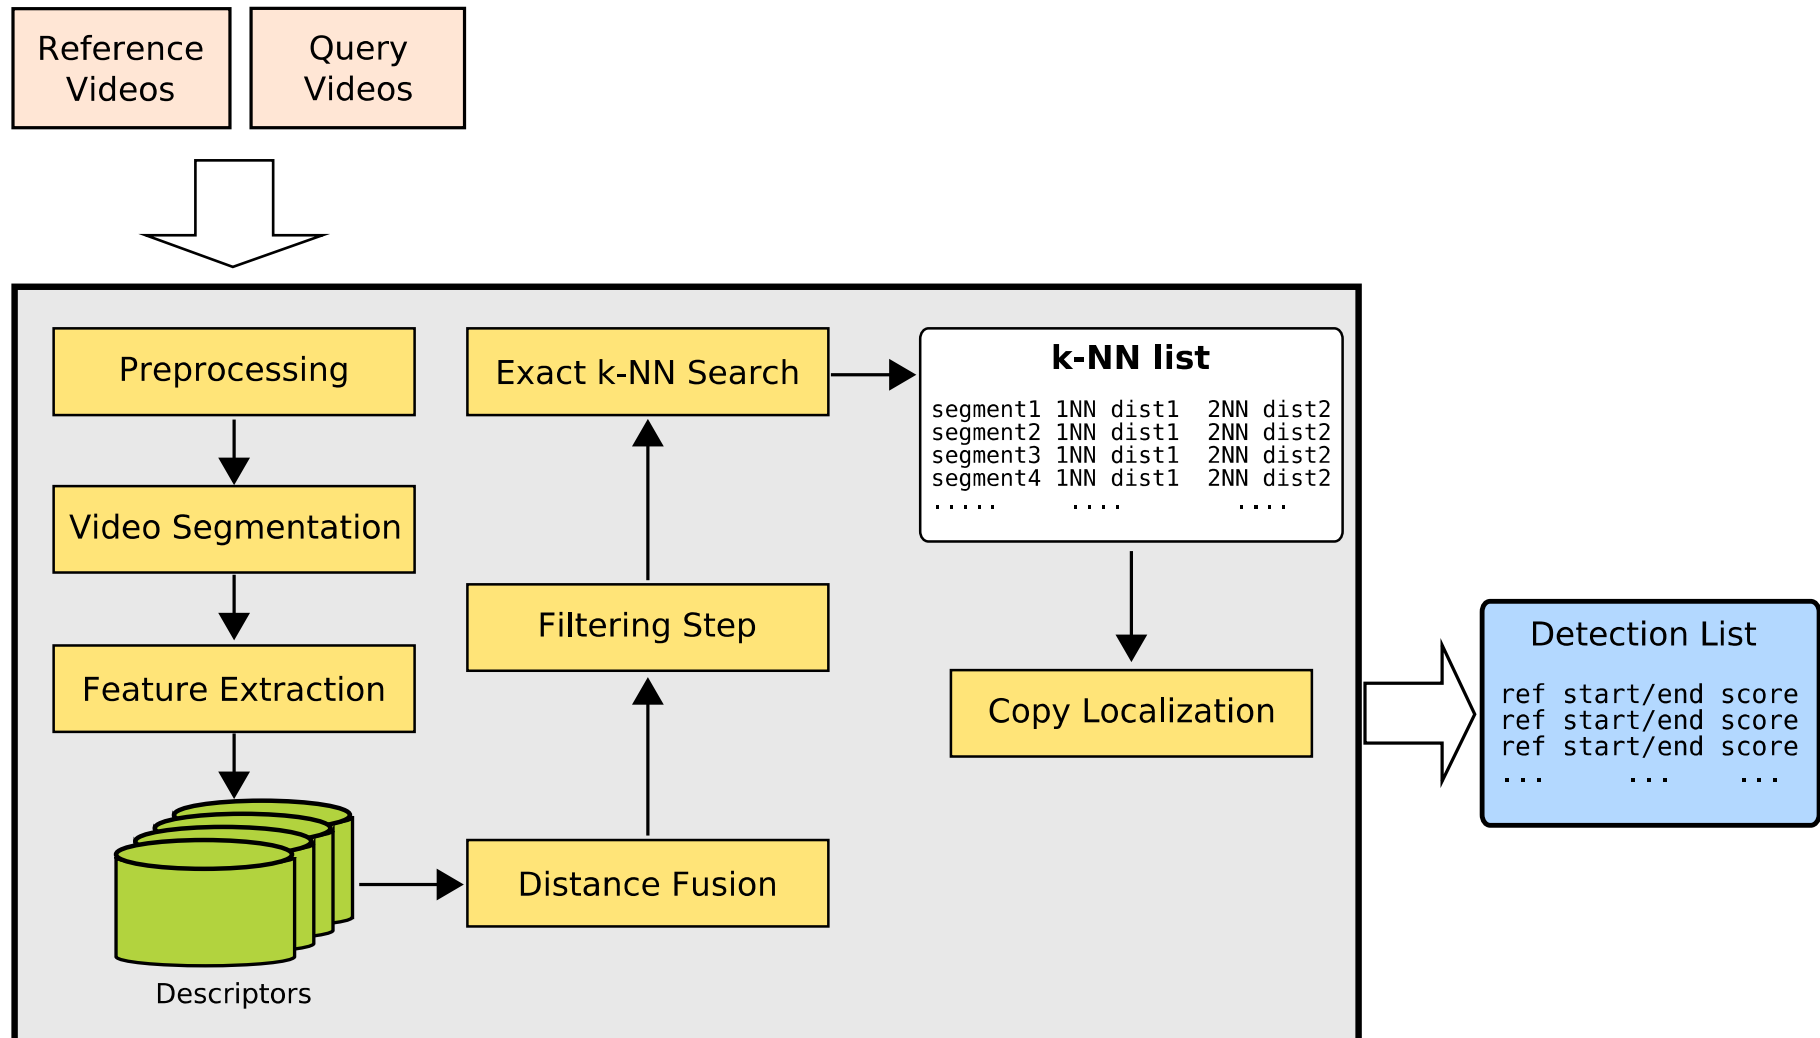 Reference
Videos
Query
Videos
Preprocessing
Video Segmentation
Feature Extraction
Descriptors
Distance Fusion
Filtering Step
Exact k-NN Search
k-NN list
segment1 1NN dist1  2NN dist2
segment2 1NN dist1  2NN dist2
segment3 1NN dist1  2NN dist2
segment4 1NN dist1  2NN dist2
.....     ....        ....
Copy Localization
Detection List
ref start/end score
ref start/end score
ref start/end score
...     ...    ...